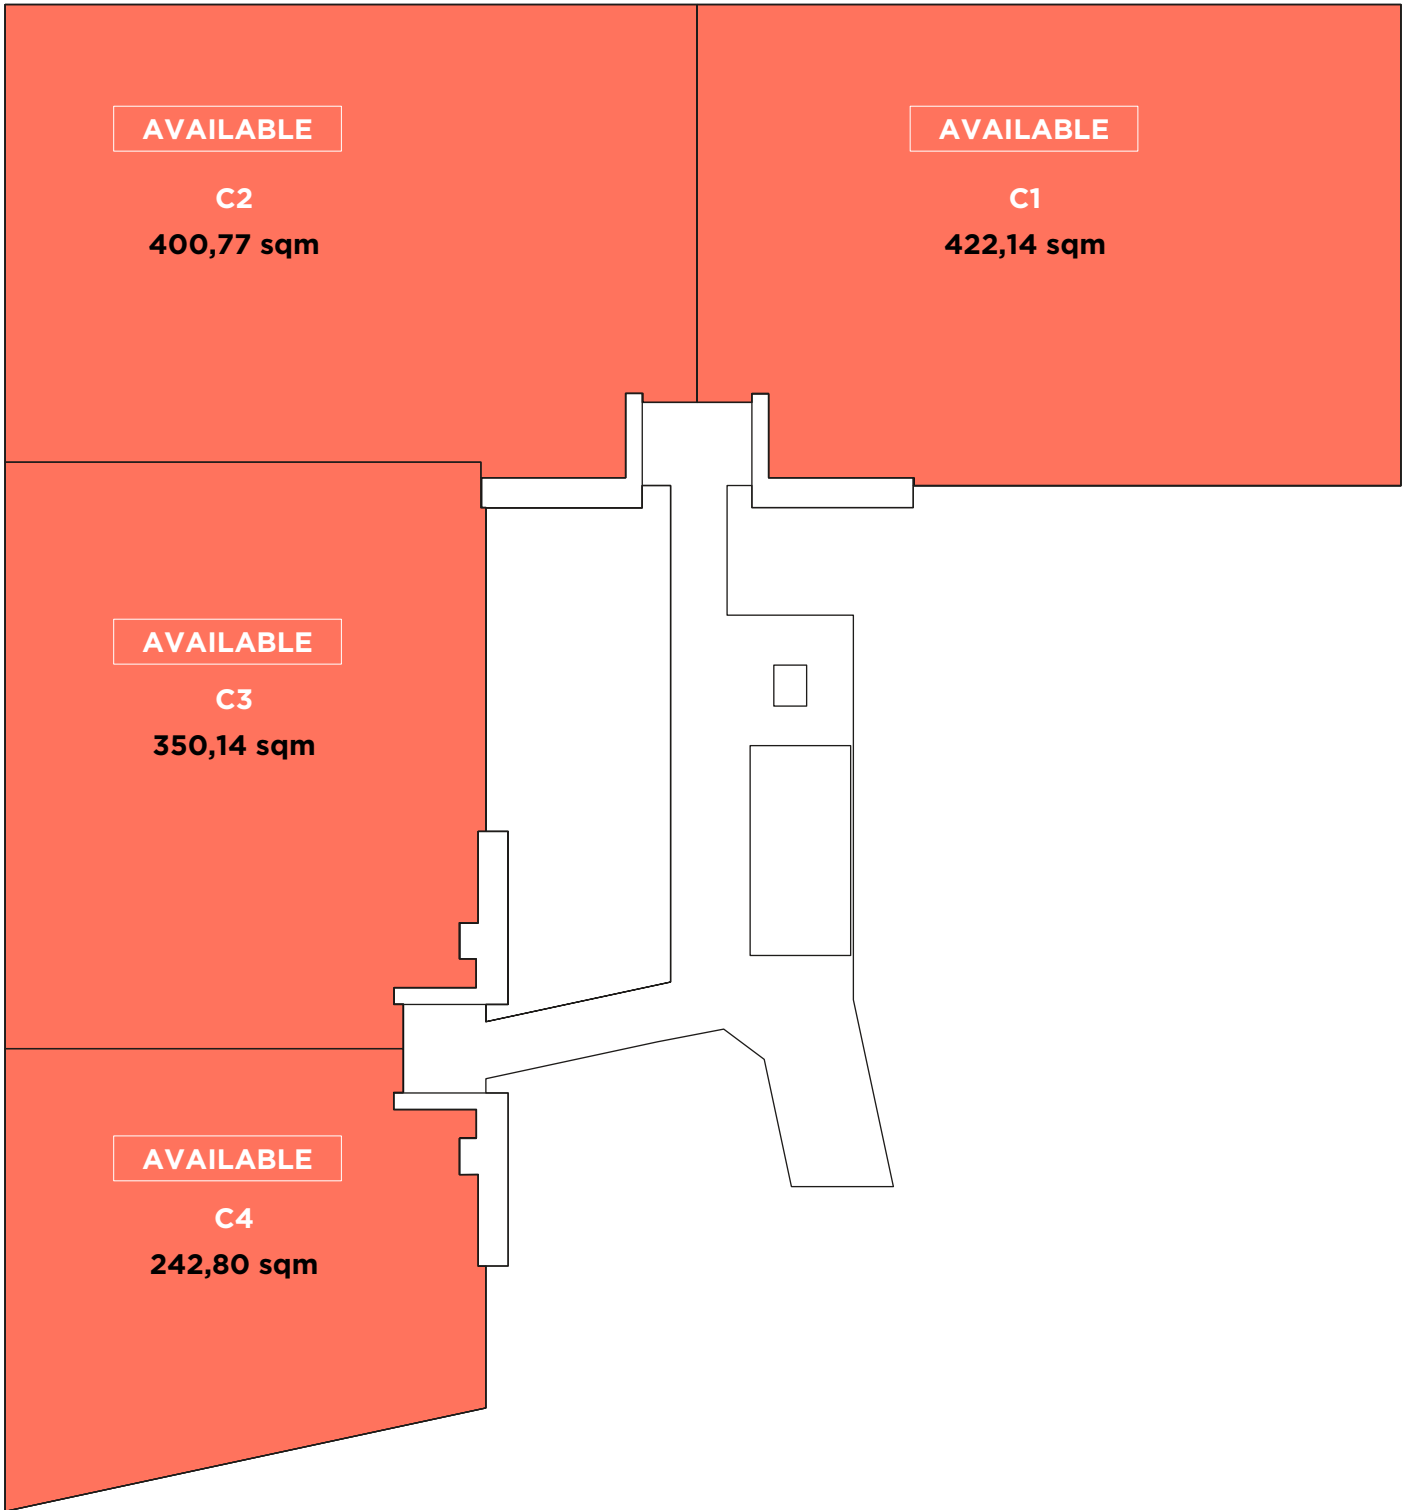 AVAILABLE
C2
400,77 sqm
AVAILABLE
C1
422,14 sqm
AVAILABLE
C3
350,14 sqm
AVAILABLE
C4
242,80 sqm